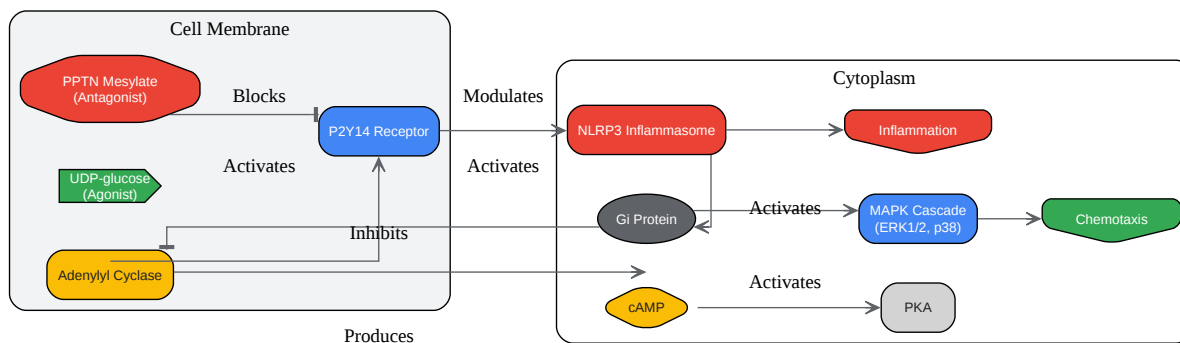 Cell Membrane
PPTN Mesylate
(Antagonist)
Blocks
P2Y14 Receptor
Activates
UDP-glucose
(Agonist)
Inhibits
Adenylyl Cyclase
Produces
Modulates
Activates
Cytoplasm
NLRP3 Inflammasome
Inflammation
Gi Protein
Activates
MAPK Cascade
(ERK1/2, p38)
Chemotaxis
cAMP
Activates
PKA